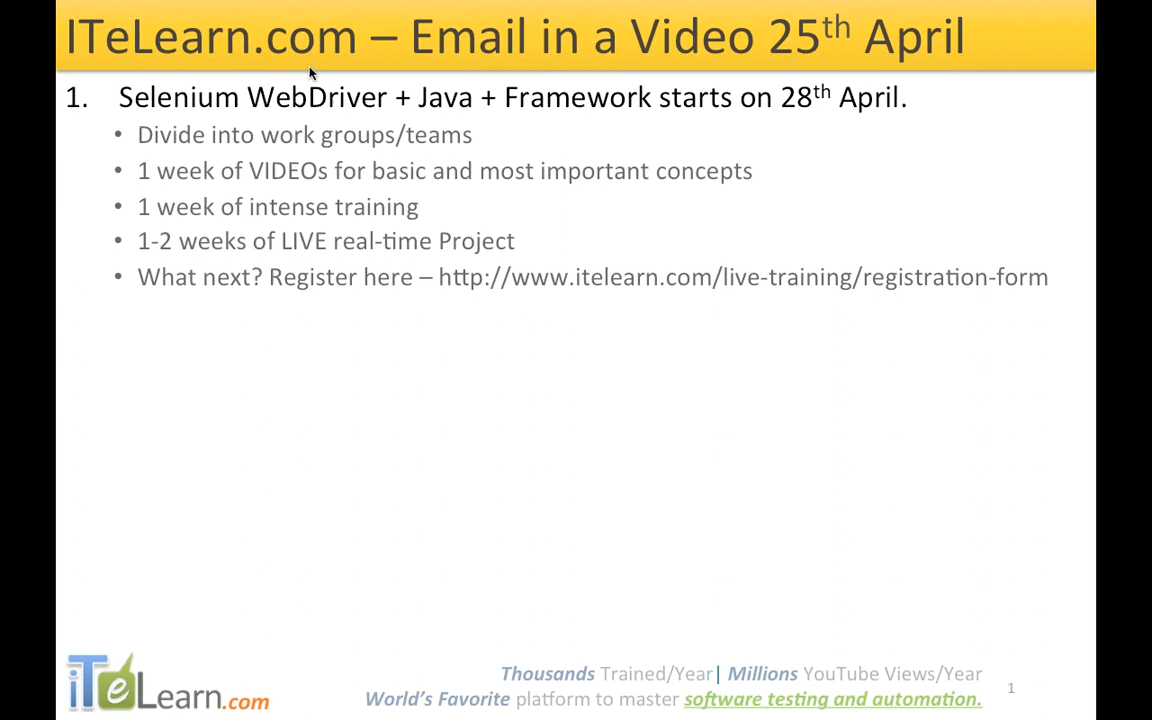 ITeLearn.com – Email in a Video 25th April
1. Selenium WebDriver + Java + Framework starts on 28th April.
• Divide into work groups/teams
• 1 week of VIDEOs for basic and most important concepts
• 1 week of intense training
• 1-2 weeks of LIVE real-time Project
• What next? Register here – http://www.itelearn.com/live-training/registration-form
iTeLearn.com
Thousands Trained/Year| Millions YouTube Views/Year
World's Favorite platform to master software testing and automation.
1